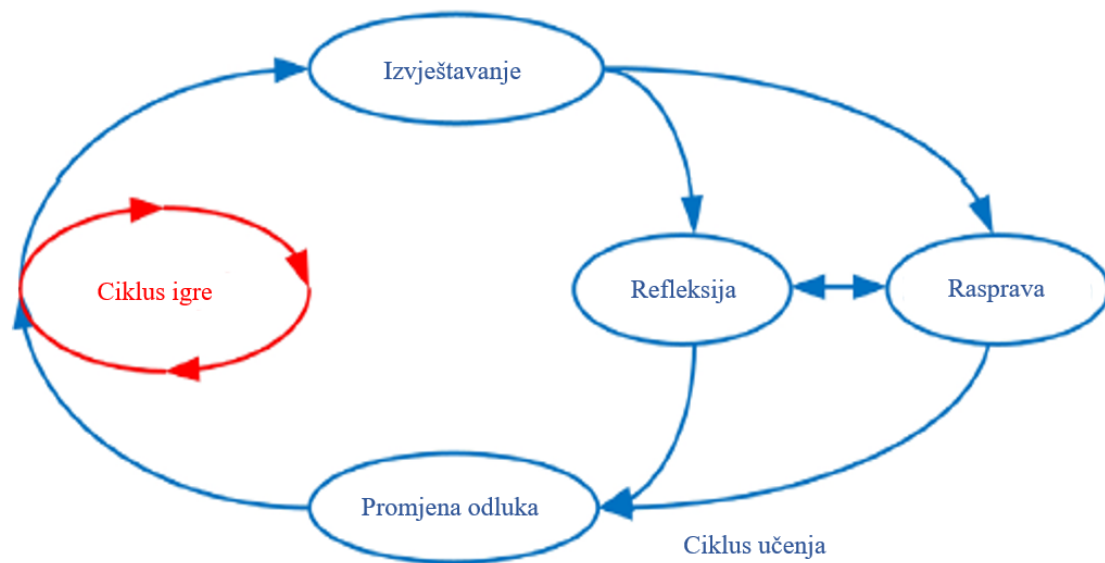 Izvještavanje
Ciklus igre
Refleksija
Rasprava
Promjena odluka
Ciklus učenja